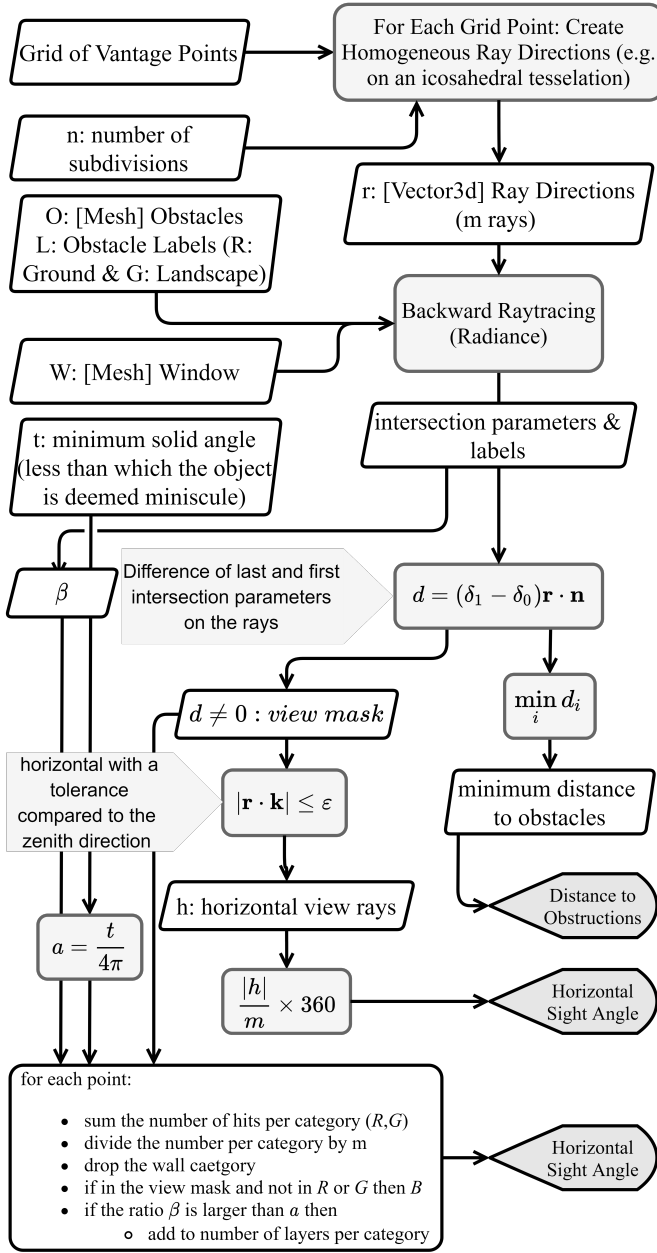 Grid of Vantage Points
For Each Grid Point: Create
Homogeneous Ray Directions (e.g.
on an icosahedral tesselation)
n: number of
subdivisions
r: [Vector3d] Ray Directions
(m rays)
O: [Mesh] Obstacles
L: Obstacle Labels (R:
Ground & G: Landscape)
Backward Raytracing
(Radiance)
W: [Mesh] Window
intersection parameters &
labels
t: minimum solid angle
(less than which the object
is deemed miniscule)
β
Difference of last and first
intersection parameters
on the rays
d = (δ₁ − δ₀)r · n
min d_i
i
d ≠ 0 : view mask
horizontal with a
tolerance
compared to the
zenith direction
|r · k| ≤ ε
minimum distance
to obstacles
h: horizontal view rays
Distance to
Obstructions
a = t/4π
|h|/m × 360
Horizontal
Sight Angle
for each point:
• sum the number of hits per category (R,G)
• divide the number per category by m
• drop the wall caetgory
• if in the view mask and not in R or G then B
• if the ratio β is larger than a then
∘ add to number of layers per category
Horizontal
Sight Angle